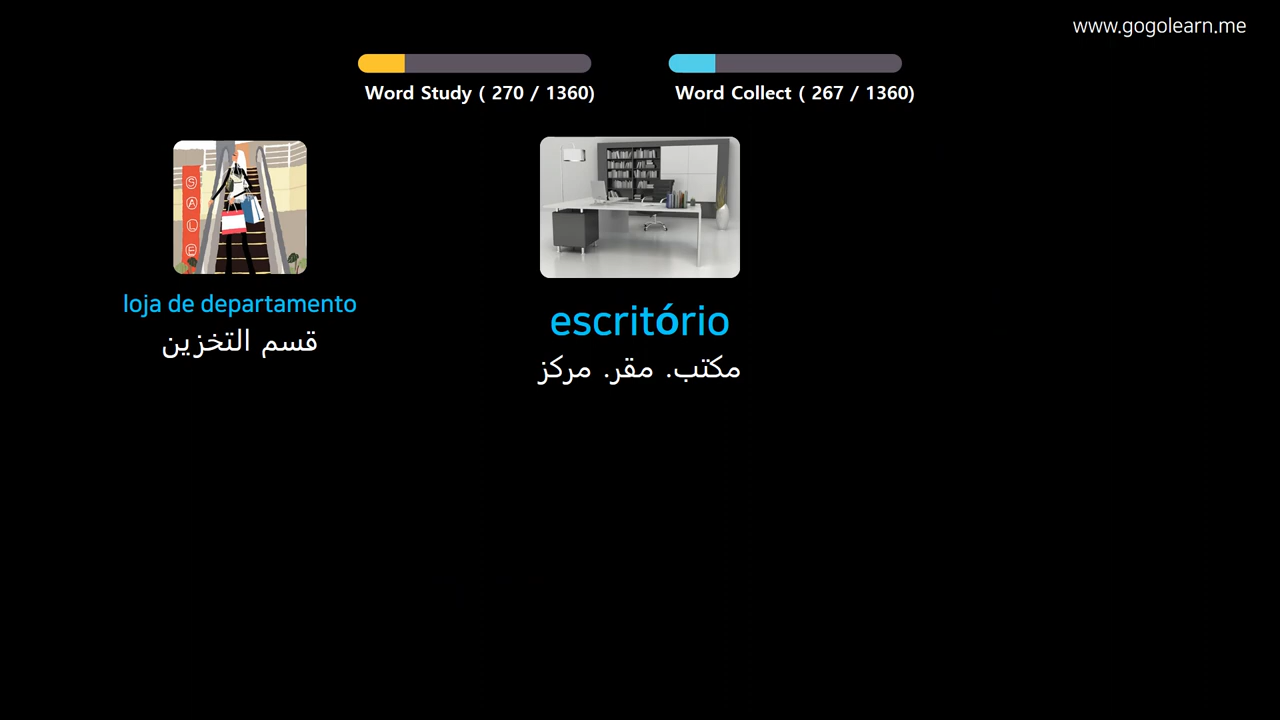 www.gogolearn.me
Word Study ( 270 / 1360)
Word Collect ( 267 / 1360)
S
A
L
E
loja de departamento
قسم التخزين
escritório
مكتب. مقر. مركز